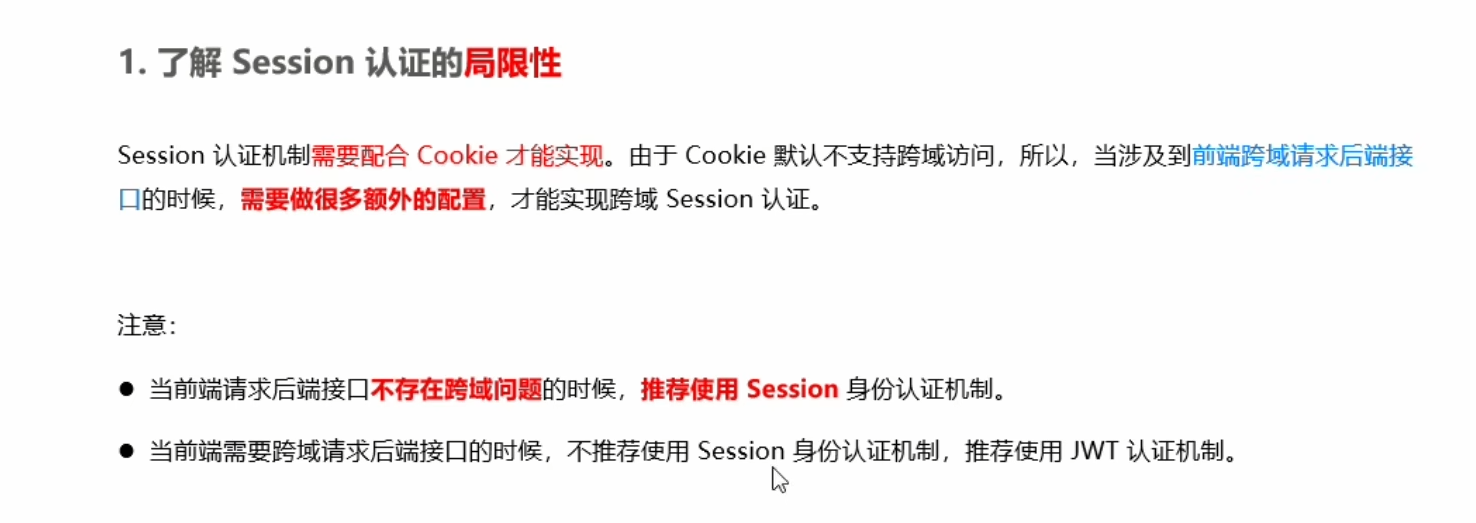 1. 了解 Session 认证的局限性
Session 认证机制需要配合 Cookie 才能实现。由于 Cookie 默认不支持跨域访问，所以，当涉及到前端跨域请求后端接
口的时候，需要做很多额外的配置，才能实现跨域 Session 认证。
注意：
● 当前端请求后端接口不存在跨域问题的时候，推荐使用 Session 身份认证机制。
● 当前端需要跨域请求后端接口的时候，不推荐使用 Session 身份认证机制，推荐使用 JWT 认证机制。